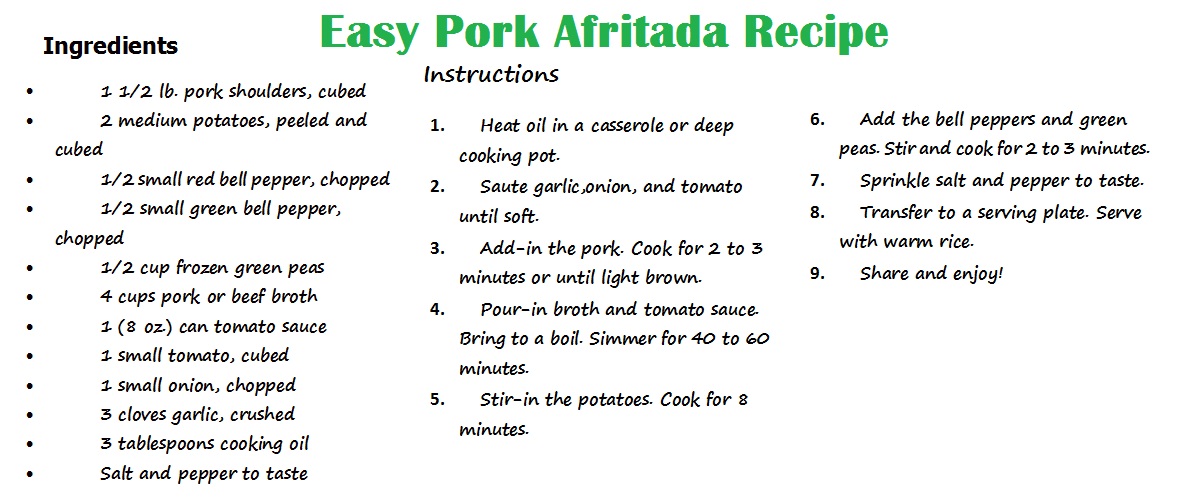 Easy Pork Afritada Recipe
Ingredients
• 1 1/2 lb. pork shoulders, cubed
• 2 medium potatoes, peeled and
cubed
• 1/2 small red bell pepper, chopped
• 1/2 small green bell pepper,
chopped
• 1/2 cup frozen green peas
• 4 cups pork or beef broth
• 1 (8 oz.) can tomato sauce
• 1 small tomato, cubed
• 1 small onion, chopped
• 3 cloves garlic, crushed
• 3 tablespoons cooking oil
• Salt and pepper to taste
Instructions
1. Heat oil in a casserole or deep
cooking pot.
2. Saute garlic,onion, and tomato
until soft.
3. Add-in the pork. Cook for 2 to 3
minutes or until light brown.
4. Pour-in broth and tomato sauce.
Bring to a boil. Simmer for 40 to 60
minutes.
5. Stir-in the potatoes. Cook for 8
minutes.
6. Add the bell peppers and green
peas. Stir and cook for 2 to 3 minutes.
7. Sprinkle salt and pepper to taste.
8. Transfer to a serving plate. Serve
with warm rice.
9. Share and enjoy!